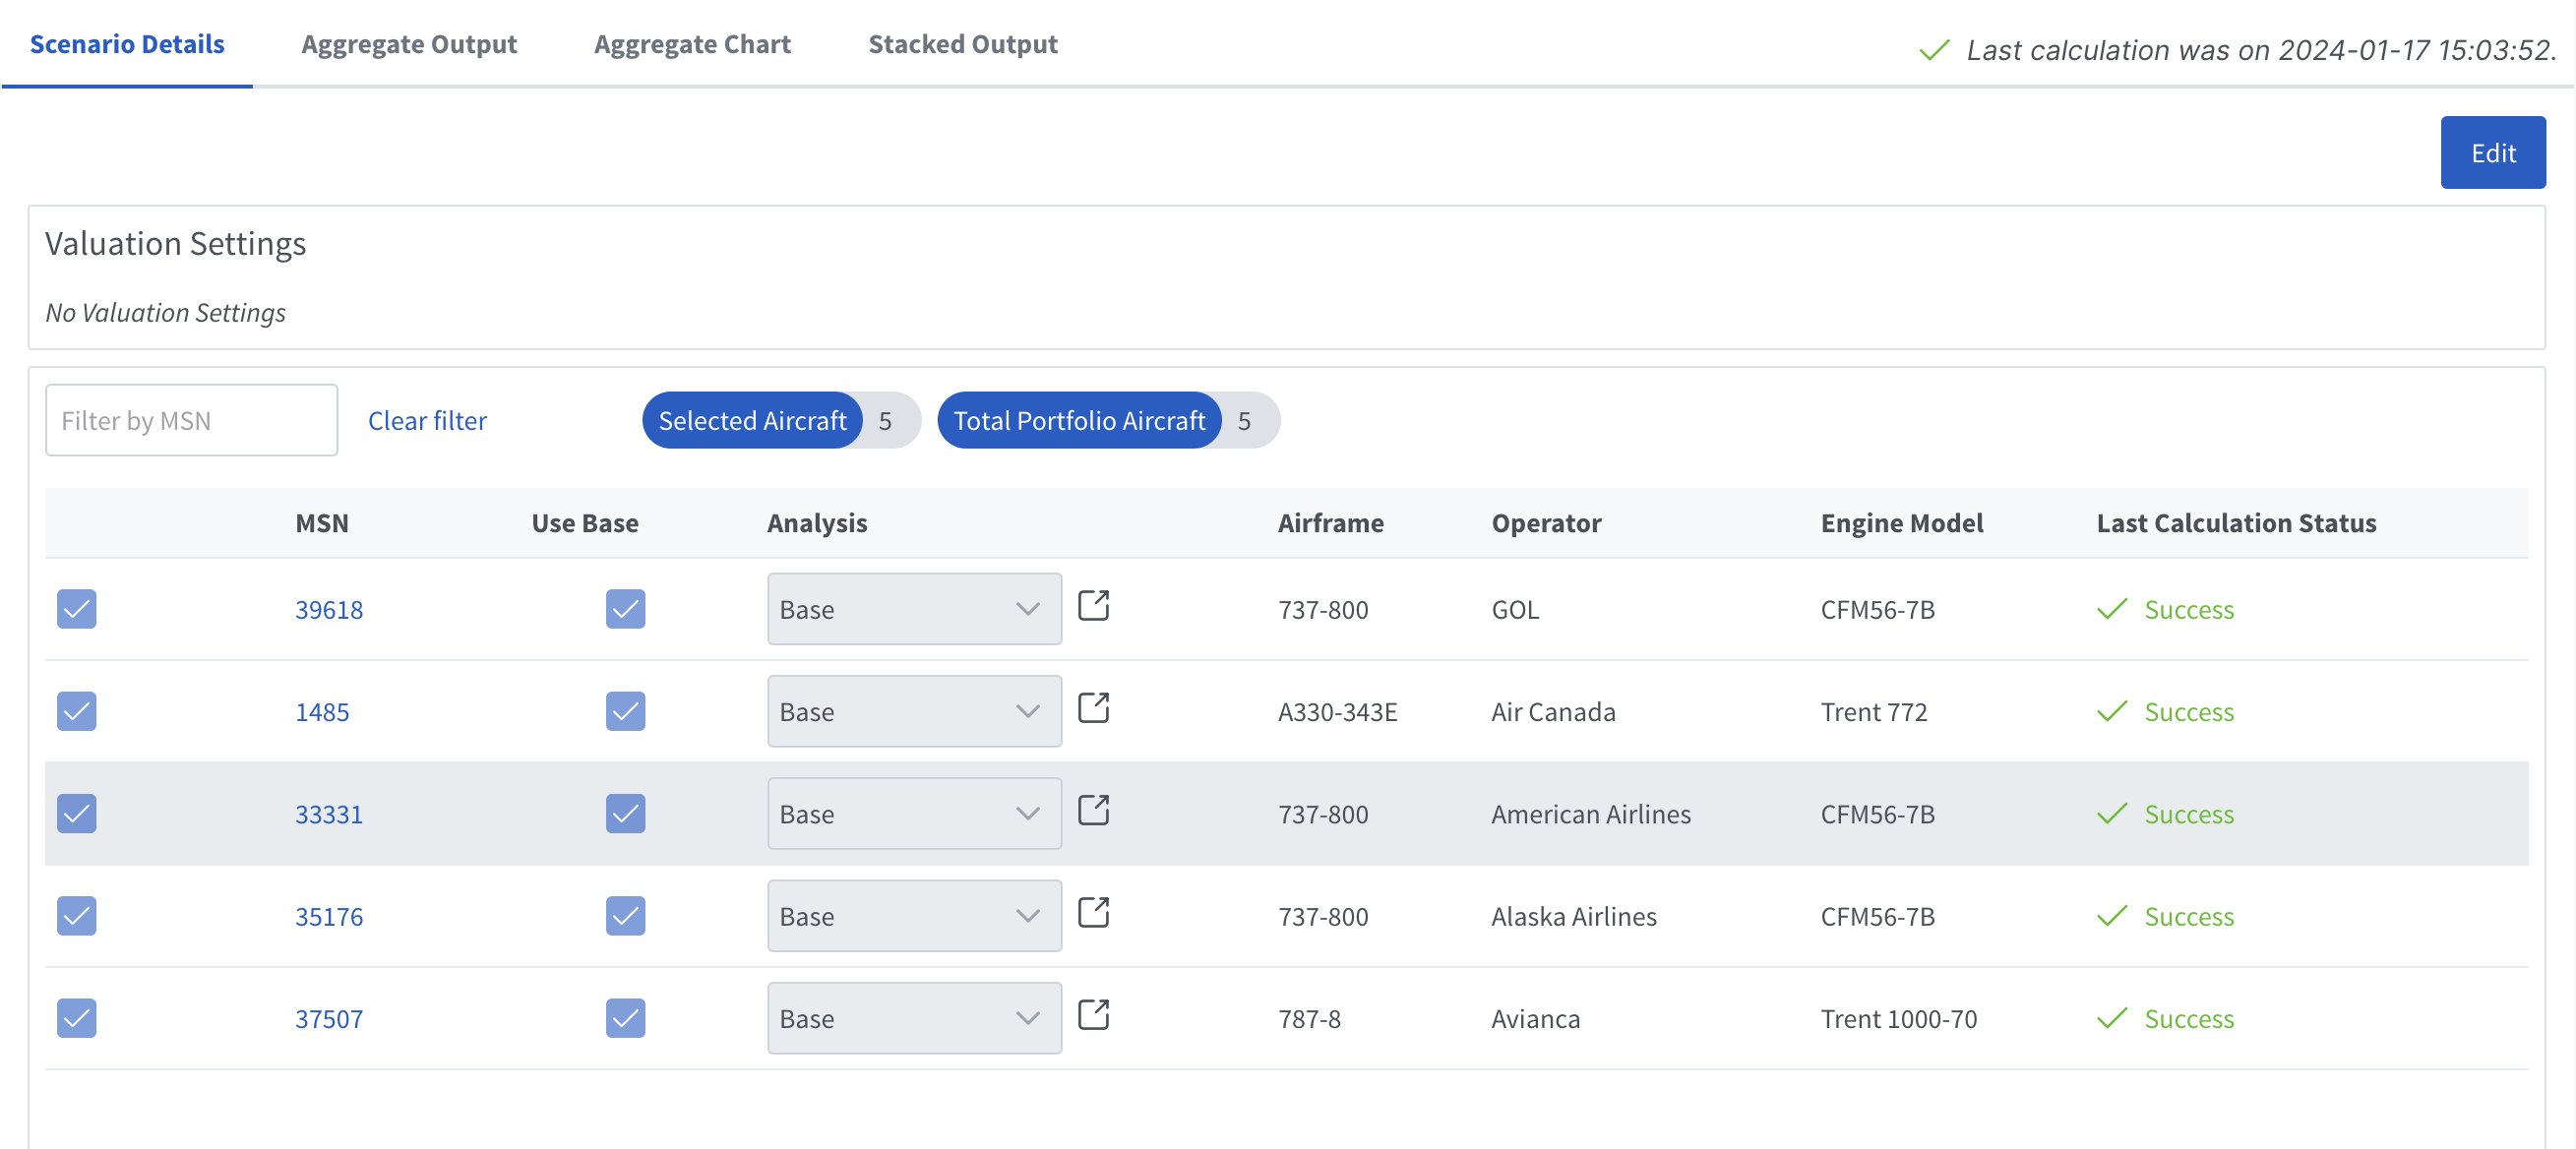 Scenario Details Aggregate Output Aggregate Chart Stacked Output Last calculation was on 2024-01-17 15:03:52.
Edit
Valuation Settings
No Valuation Settings
Filter by MSN Clear filter Selected Aircraft 5 Total Portfolio Aircraft 5
MSN Use Base Analysis Airframe Operator Engine Model Last Calculation Status
39618 Base 737-800 GOL CFM56-7B Success
1485 Base A330-343E Air Canada Trent 772 Success
33331 Base 737-800 American Airlines CFM56-7B Success
35176 Base 737-800 Alaska Airlines CFM56-7B Success
37507 Base 787-8 Avianca Trent 1000-70 Success